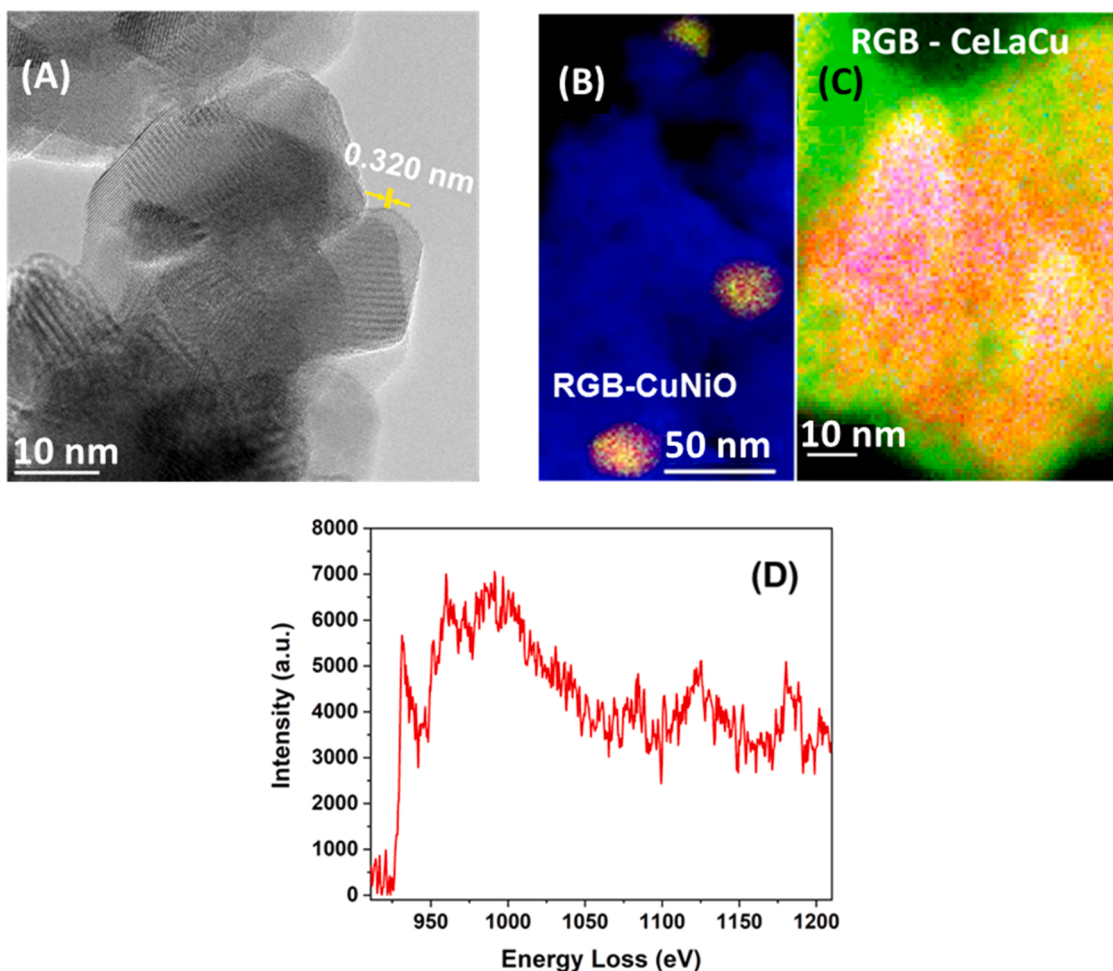 (A)
0.320 nm
10 nm
(B)
RGB-CuNiO
50 nm
RGB - CeLaCu
(C)
10 nm
(D)
8000
7000
6000
5000
4000
3000
2000
1000
0
Intensity (a.u.)
950 1000 1050 1100 1150 1200
Energy Loss (eV)